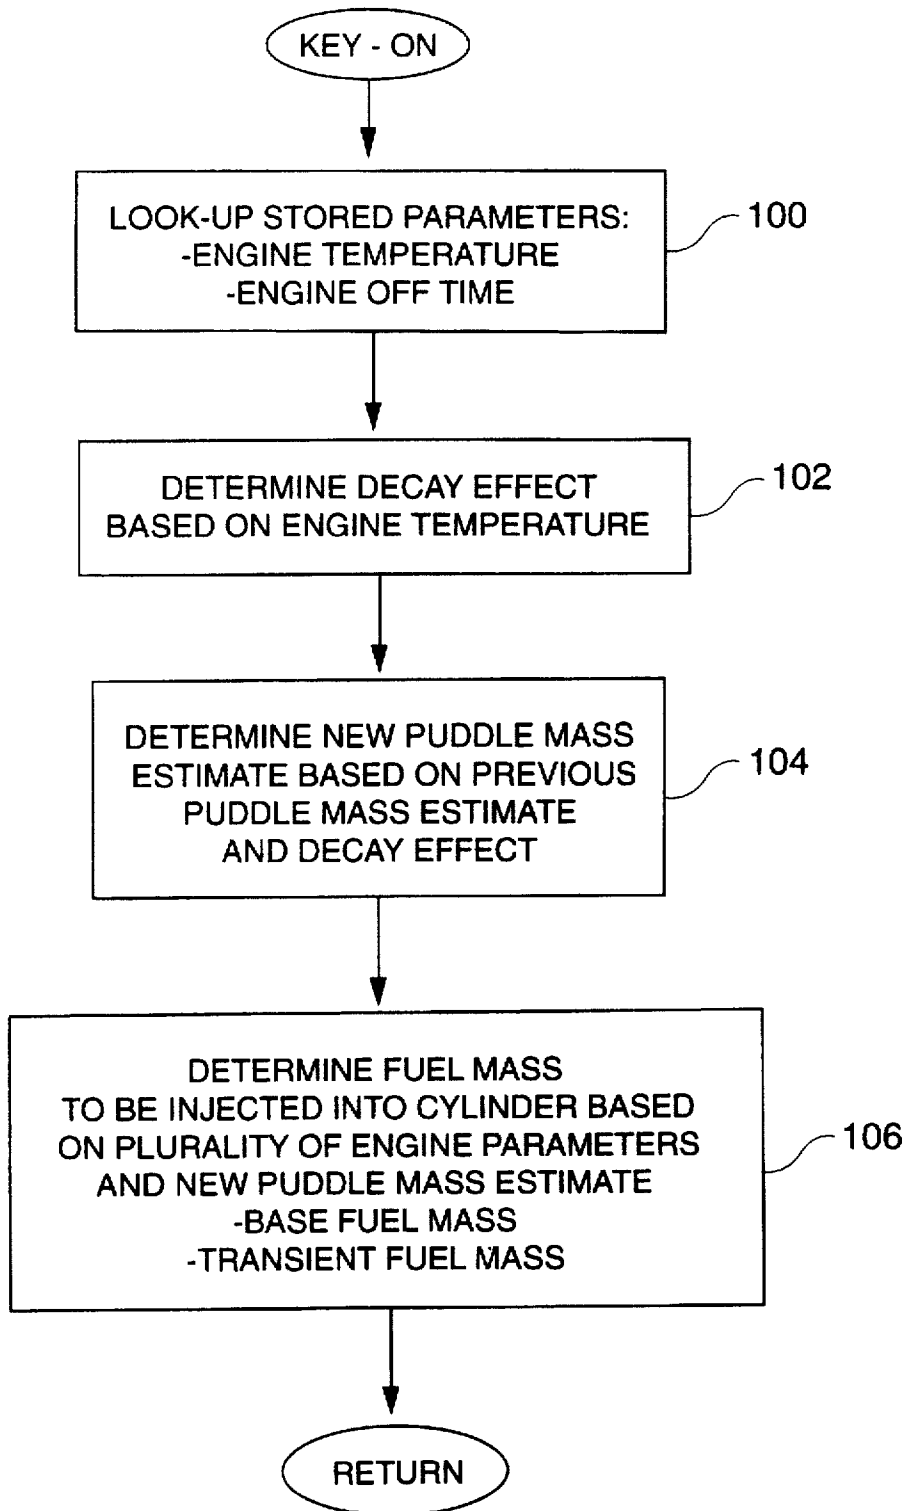 KEY - ON
LOOK-UP STORED PARAMETERS:
-ENGINE TEMPERATURE
-ENGINE OFF TIME
100
DETERMINE DECAY EFFECT
BASED ON ENGINE TEMPERATURE
102
DETERMINE NEW PUDDLE MASS
ESTIMATE BASED ON PREVIOUS
PUDDLE MASS ESTIMATE
AND DECAY EFFECT
104
DETERMINE FUEL MASS
TO BE INJECTED INTO CYLINDER BASED
ON PLURALITY OF ENGINE PARAMETERS
AND NEW PUDDLE MASS ESTIMATE
-BASE FUEL MASS
-TRANSIENT FUEL MASS
106
RETURN